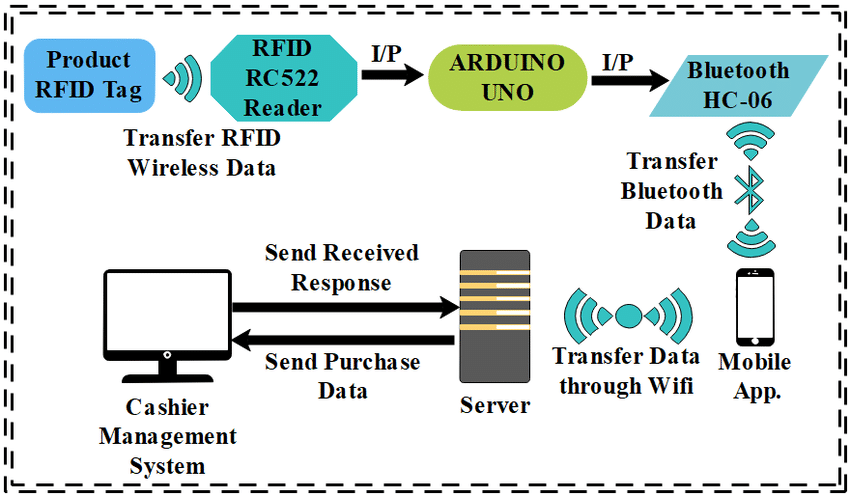 Product
RFID Tag
RFID
RC522
Reader
I/P
ARDUINO
UNO
I/P
Bluetooth
HC-06
Transfer RFID
Wireless Data
Transfer
Bluetooth
Data
Send Received
Response
Send Purchase
Data
Cashier
Management
System
Server
Transfer Data
through Wifi
Mobile
App.